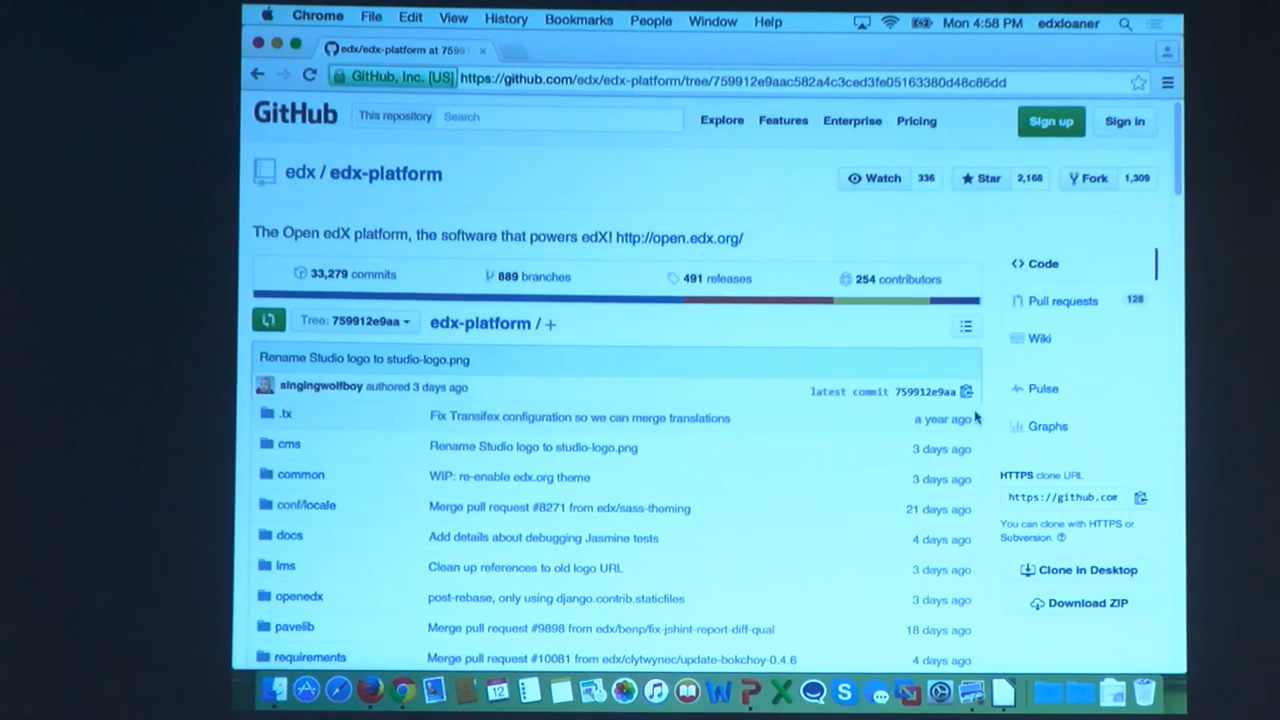 Chrome File Edit View History Bookmarks People Window Help Mon 4:58 PM edxloaner
edx/edx-platform at 7599
GitHub, Inc. [US] https://github.com/edx/edx-platform/tree/759912e9aac582a4c3ced3fe05163380d48c86dd
GitHub This repository Search Explore Features Enterprise Pricing Sign up Sign in
edx / edx-platform Watch 336 Star 2,168 Fork 1,309
The Open edX platform, the software that powers edX! http://open.edx.org/
33,279 commits 889 branches 491 releases 254 contributors
Tree: 759912e9aa edx-platform / +
Rename Studio logo to studio-logo.png
singingwolfboy authored 3 days ago latest commit 759912e9aa
.tx Fix Transifex configuration so we can merge translations a year ago
cms Rename Studio logo to studio-logo.png 3 days ago
common WIP: re-enable edx.org theme 3 days ago
conf/locale Merge pull request #8271 from edx/sass-theming 21 days ago
docs Add details about debugging Jasmine tests 4 days ago
lms Clean up references to old logo URL 3 days ago
openedx post-rebase, only using django.contrib.staticfiles 3 days ago
pavelib Merge pull request #9898 from edx/benp/fix-jshint-report-diff-qual 18 days ago
requirements Merge pull request #10081 from edx/clytwynec/update-bokchoy-0.4.6 4 days ago
Code
Pull requests 128
Wiki
Pulse
Graphs
HTTPS clone URL
https://github.com
You can clone with HTTPS or
Subversion.
Clone in Desktop
Download ZIP
12